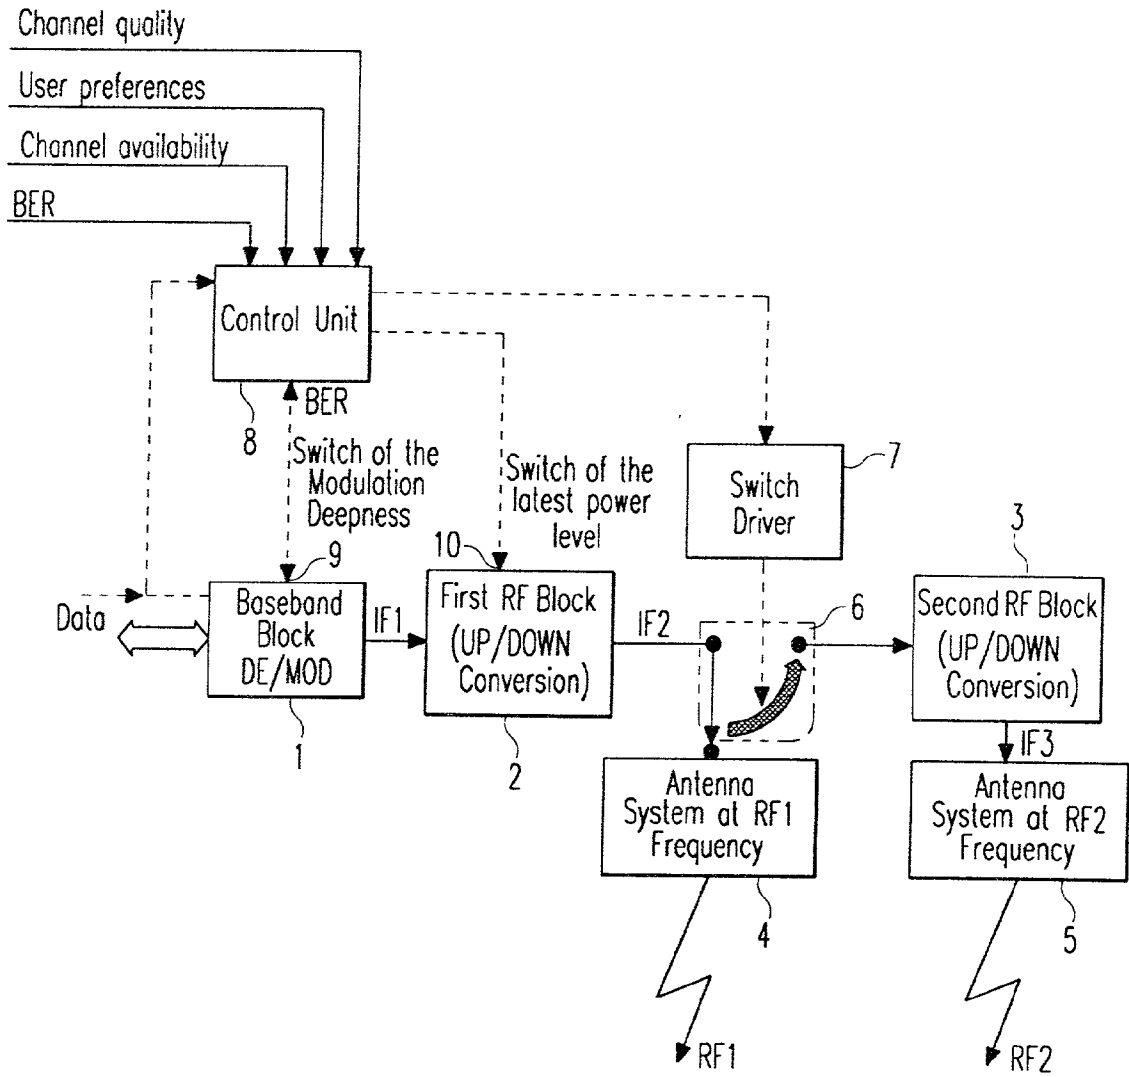 Channel quality
User preferences
Channel availability
BER
Control Unit
8
BER
Switch of the
Modulation
Deepness
Switch of the
latest power
level
7
Switch
Driver
3
9
10
6
Data
Baseband
Block
DE/MOD
IF1
First RF Block
(UP/DOWN
Conversion)
IF2
Second RF Block
(UP/DOWN
Conversion)
1
2
IF3
Antenna
System at RF1
Frequency
Antenna
System at RF2
Frequency
4
5
RF1
RF2